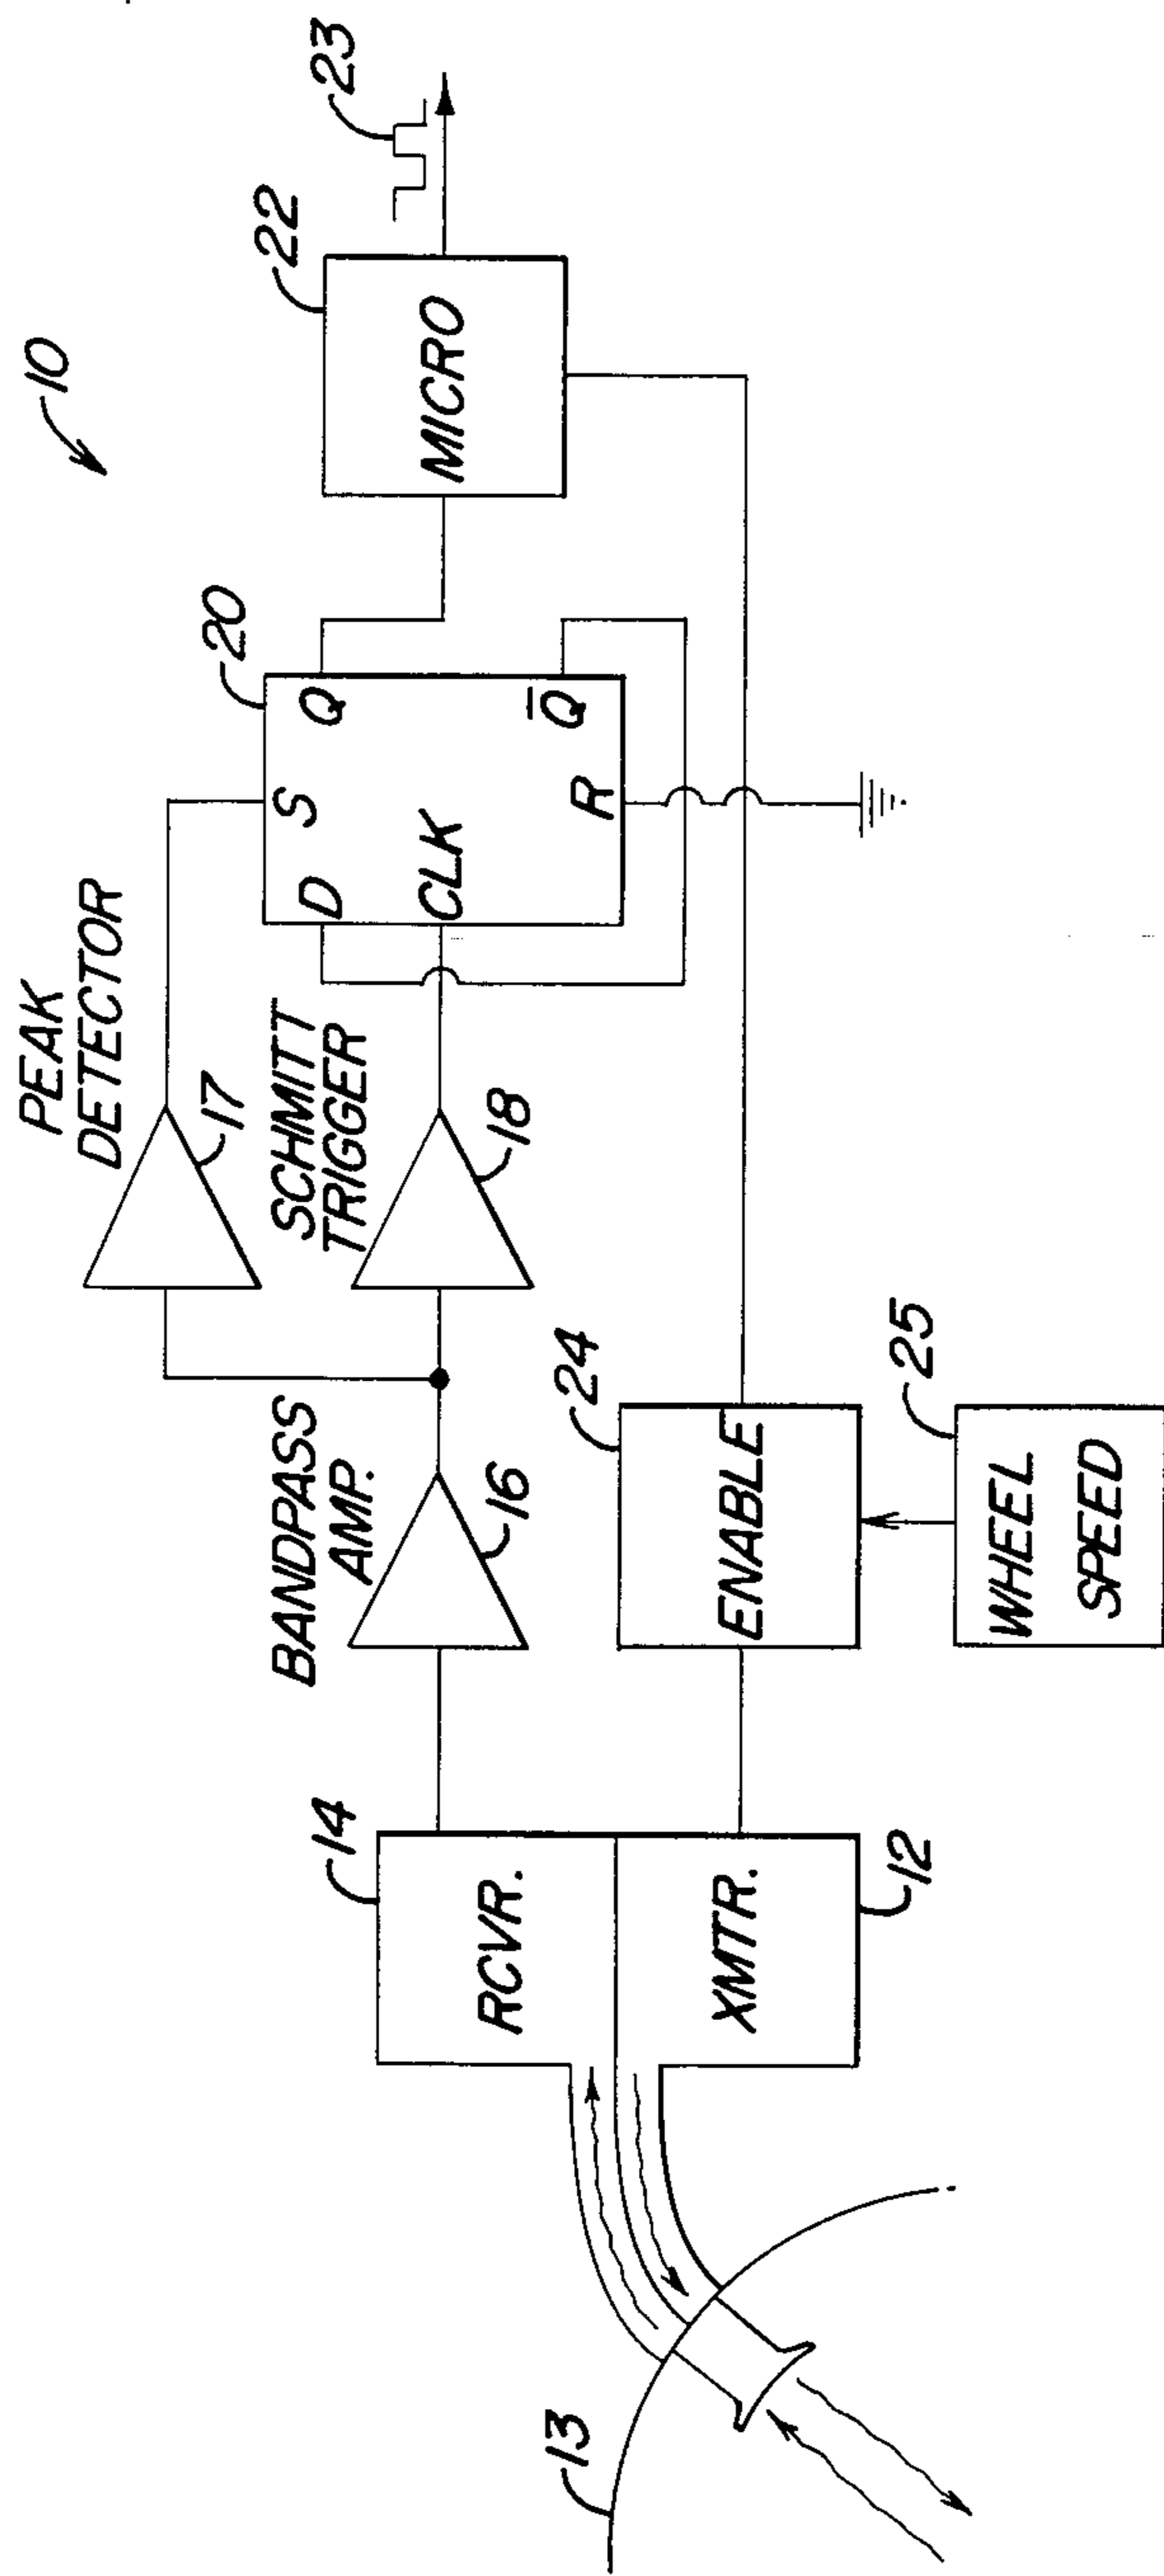 10
PEAK
DETECTOR
17
BANDPASS
AMP.
16
SCHMITT
TRIGGER
18
20
D
S
Q
CLK
R
Q̅
22
MICRO
23
14
RCVR.
XMTR.
12
13
24
ENABLE
25
WHEEL
SPEED